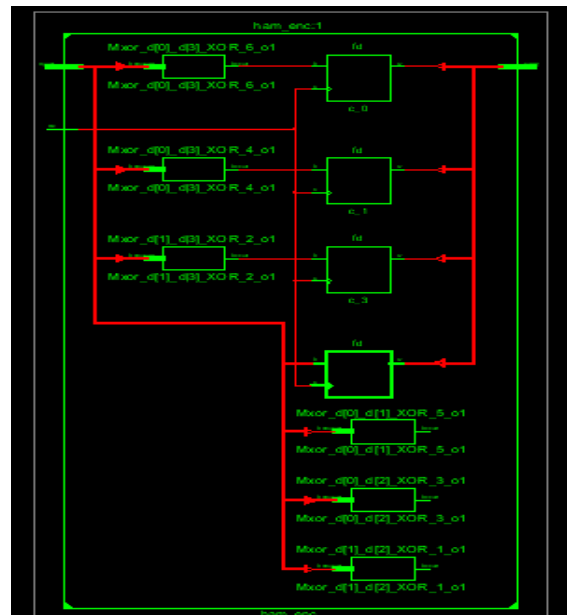 ham_enc:1
Mxor_d[0]_d[3]_XOR_6_o1
fd
Mxor_d[0]_d[3]_XOR_6_o1
c_0
Mxor_d[0]_d[3]_XOR_4_o1
fd
Mxor_d[0]_d[3]_XOR_4_o1
c_1
Mxor_d[1]_d[3]_XOR_2_o1
fd
Mxor_d[1]_d[3]_XOR_2_o1
c_3
fd
Mxor_d[0]_d[1]_XOR_5_o1
Mxor_d[0]_d[1]_XOR_5_o1
Mxor_d[0]_d[2]_XOR_3_o1
Mxor_d[0]_d[2]_XOR_3_o1
Mxor_d[1]_d[2]_XOR_1_o1
Mxor_d[1]_d[2]_XOR_1_o1
ham_enc